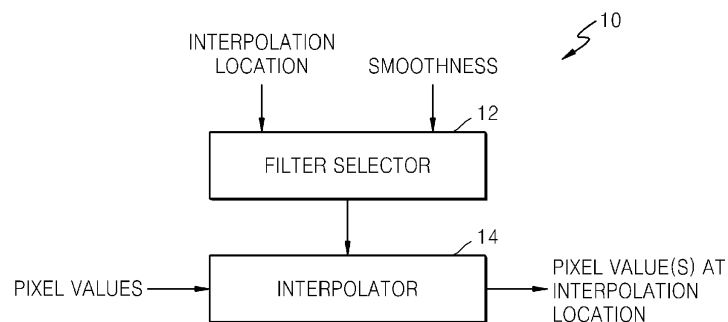 10
INTERPOLATION
LOCATION
SMOOTHNESS
12
FILTER SELECTOR
14
PIXEL VALUES
INTERPOLATOR
PIXEL VALUE(S) AT
INTERPOLATION
LOCATION